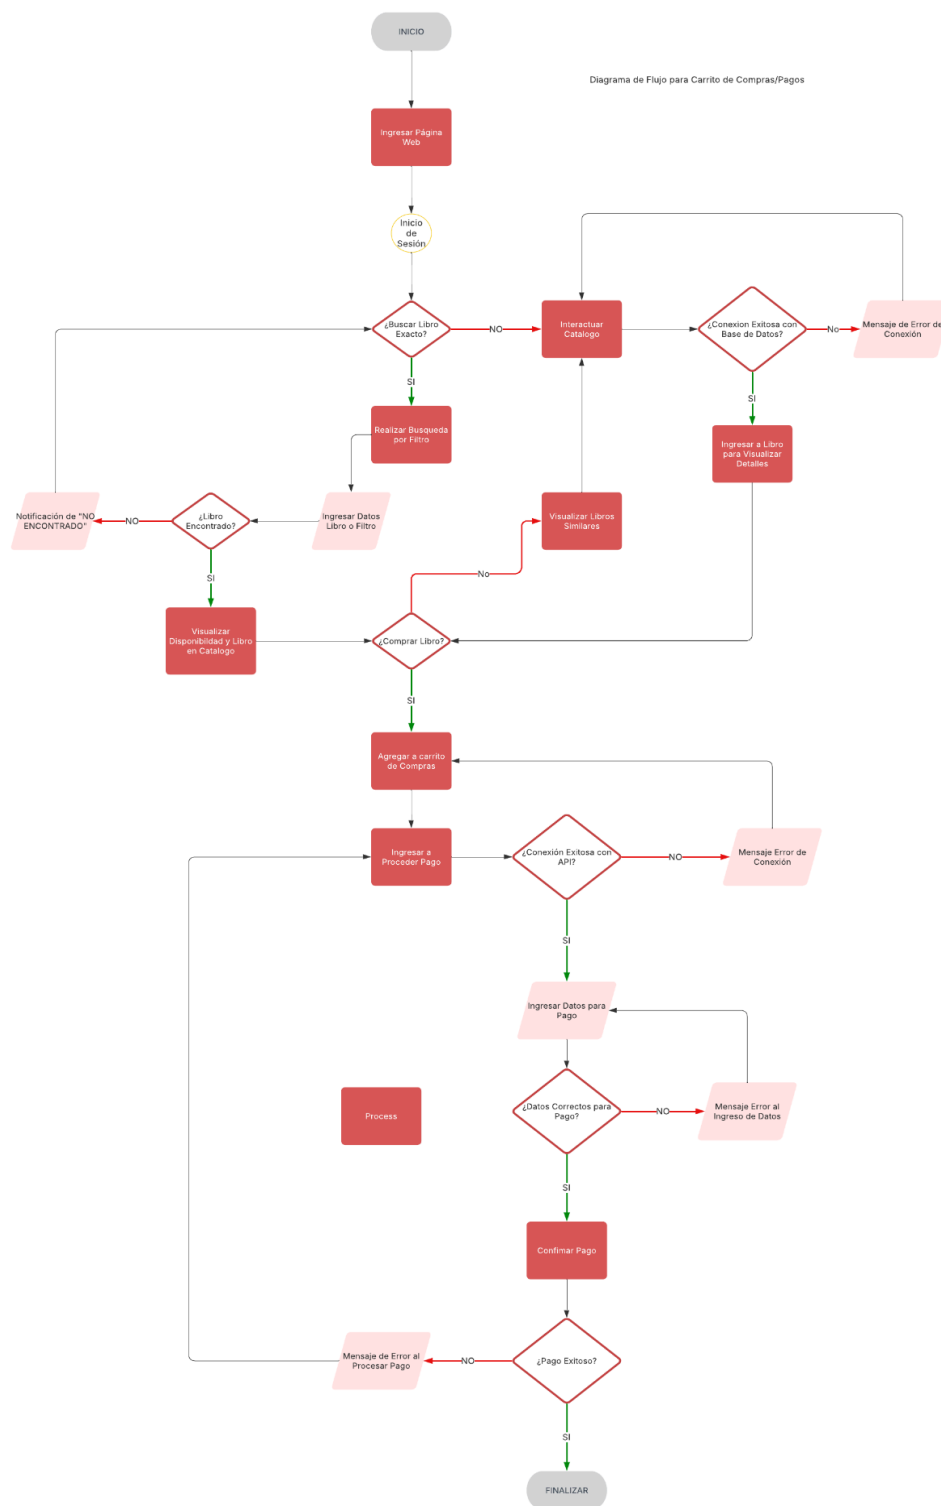 INICIO
Diagrama de Flujo para Carrito de Compras/Pagos
Ingresar Página
Web
Inicio
de
Sesión
¿Buscar Libro
Exacto?
NO
Interactuar
Catalogo
¿Conexion Exitosa con
Base de Datos?
No
Mensaje de Error de
Conexión
SI
SI
Realizar Busqueda
por Filtro
Ingresar a Libro
para Visualizar
Detalles
Notificación de "NO
ENCONTRADO"
NO
¿Libro
Encontrado?
Ingresar Datos
Libro o Filtro
Visualizar Libros
Similares
SI
No
Visualizar
Disponibildad y Libro
en Catalogo
¿Comprar Libro?
SI
Agregar a carrito
de Compras
Ingresar a
Proceder Pago
¿Conexión Exitosa con
API?
NO
Mensaje Error de
Conexión
SI
Ingresar Datos para
Pago
Process
¿Datos Correctos para
Pago?
NO
Mensaje Error al
Ingreso de Datos
SI
Confimar Pago
Mensaje de Error al
Procesar Pago
NO
¿Pago Exitoso?
SI
FINALIZAR